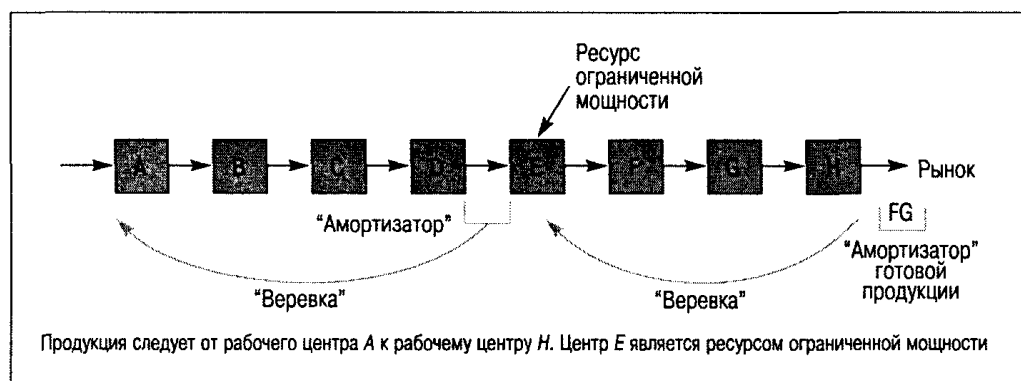 Ресурс
ограниченной
мощности
A B C D E F G H Рынок
"Амортизатор"
FG
"Амортизатор"
готовой
продукции
"Веревка"
"Веревка"
Продукция следует от рабочего центра A к рабочему центру H. Центр E является ресурсом ограниченной мощности